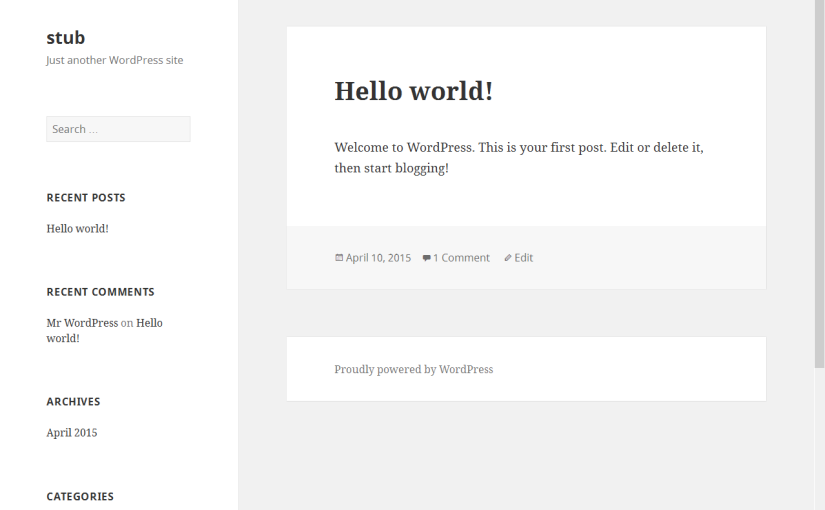 stub
Just another WordPress site
Search ...
RECENT POSTS
Hello world!
RECENT COMMENTS
Mr WordPress on Hello
world!
ARCHIVES
April 2015
CATEGORIES
Hello world!
Welcome to WordPress. This is your first post. Edit or delete it,
then start blogging!
April 10, 2015 1 Comment Edit
Proudly powered by WordPress